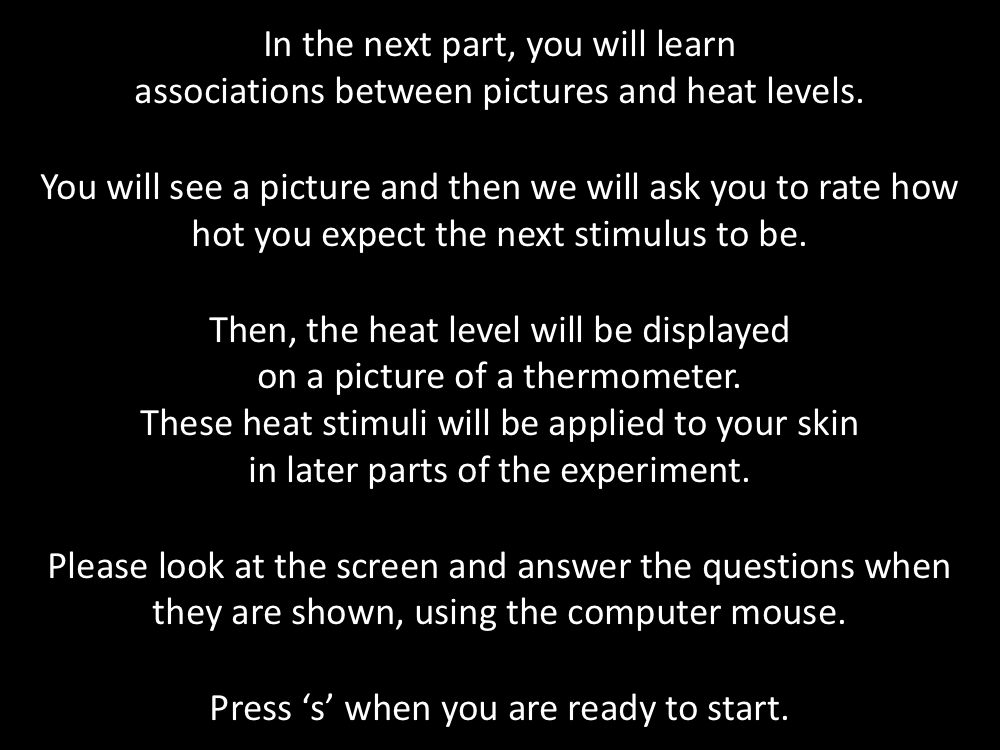 In the next part, you will learn
associations between pictures and heat levels.
You will see a picture and then we will ask you to rate how
hot you expect the next stimulus to be.
Then, the heat level will be displayed
on a picture of a thermometer.
These heat stimuli will be applied to your skin
in later parts of the experiment.
Please look at the screen and answer the questions when
they are shown, using the computer mouse.
Press ‘s’ when you are ready to start.